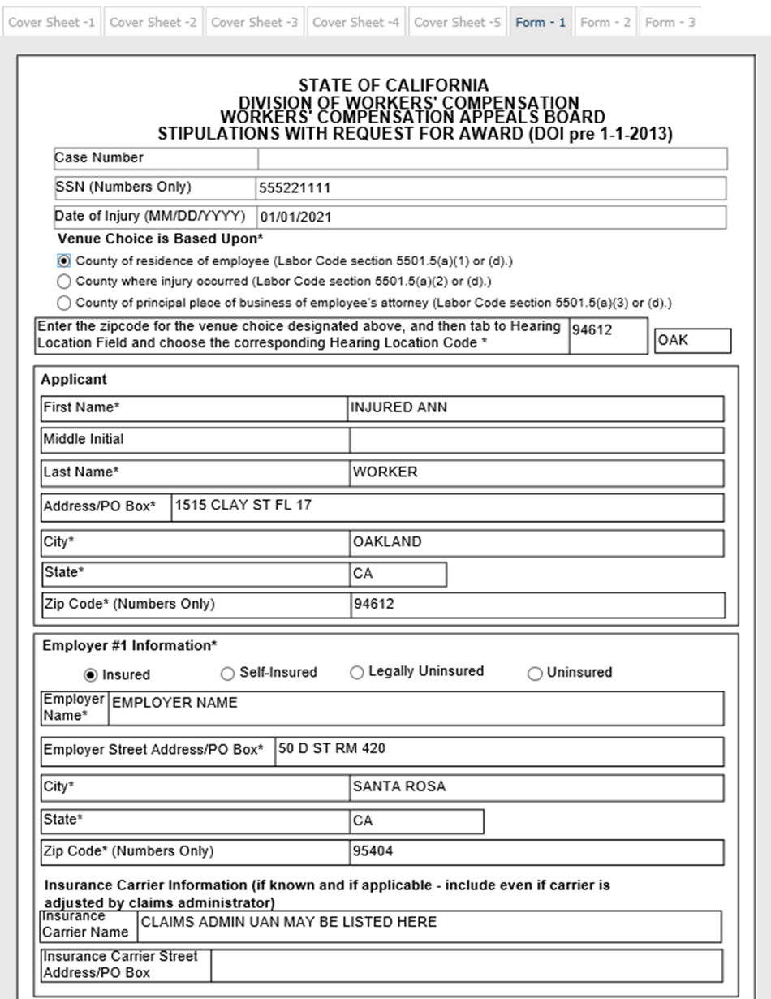 Cover Sheet -1 Cover Sheet -2 Cover Sheet -3 Cover Sheet -4 Cover Sheet -5 Form - 1 Form - 2 Form - 3
STATE OF CALIFORNIA
DIVISION OF WORKERS' COMPENSATION
WORKERS' COMPENSATION APPEALS BOARD
STIPULATIONS WITH REQUEST FOR AWARD (DOI pre 1-1-2013)
Case Number
SSN (Numbers Only) 555221111
Date of Injury (MM/DD/YYYY) 01/01/2021
Venue Choice is Based Upon*
County of residence of employee (Labor Code section 5501.5(a)(1) or (d).)
County where injury occurred (Labor Code section 5501.5(a)(2) or (d).)
County of principal place of business of employee's attorney (Labor Code section 5501.5(a)(3) or (d).)
Enter the zipcode for the venue choice designated above, and then tab to Hearing
Location Field and choose the corresponding Hearing Location Code *
94612
OAK
Applicant
First Name* INJURED ANN
Middle Initial
Last Name* WORKER
Address/PO Box* 1515 CLAY ST FL 17
City* OAKLAND
State* CA
Zip Code* (Numbers Only) 94612
Employer #1 Information*
Insured Self-Insured Legally Uninsured Uninsured
Employer
Name*
EMPLOYER NAME
Employer Street Address/PO Box* 50 D ST RM 420
City* SANTA ROSA
State* CA
Zip Code* (Numbers Only) 95404
Insurance Carrier Information (if known and if applicable - include even if carrier is
adjusted by claims administrator)
Insurance
Carrier Name
CLAIMS ADMIN UAN MAY BE LISTED HERE
Insurance Carrier Street
Address/PO Box